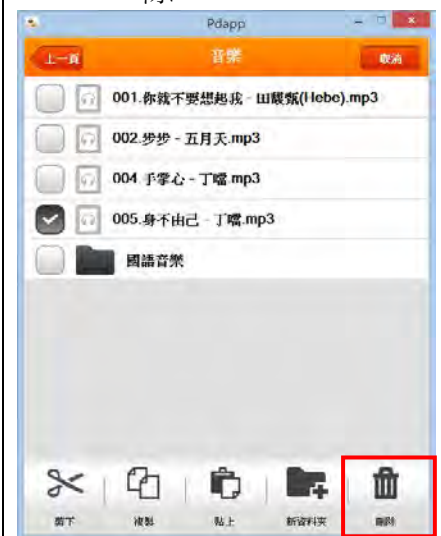 Pdapp
上一頁
音樂
取消
001.你就不要想起我 - 田馥甄(Hebe).mp3
002.步步 - 五月天.mp3
004.手掌心 - 丁噹.mp3
005.身不由己 - 丁噹.mp3
國語音樂
剪下
複製
貼上
新資料夾
刪除